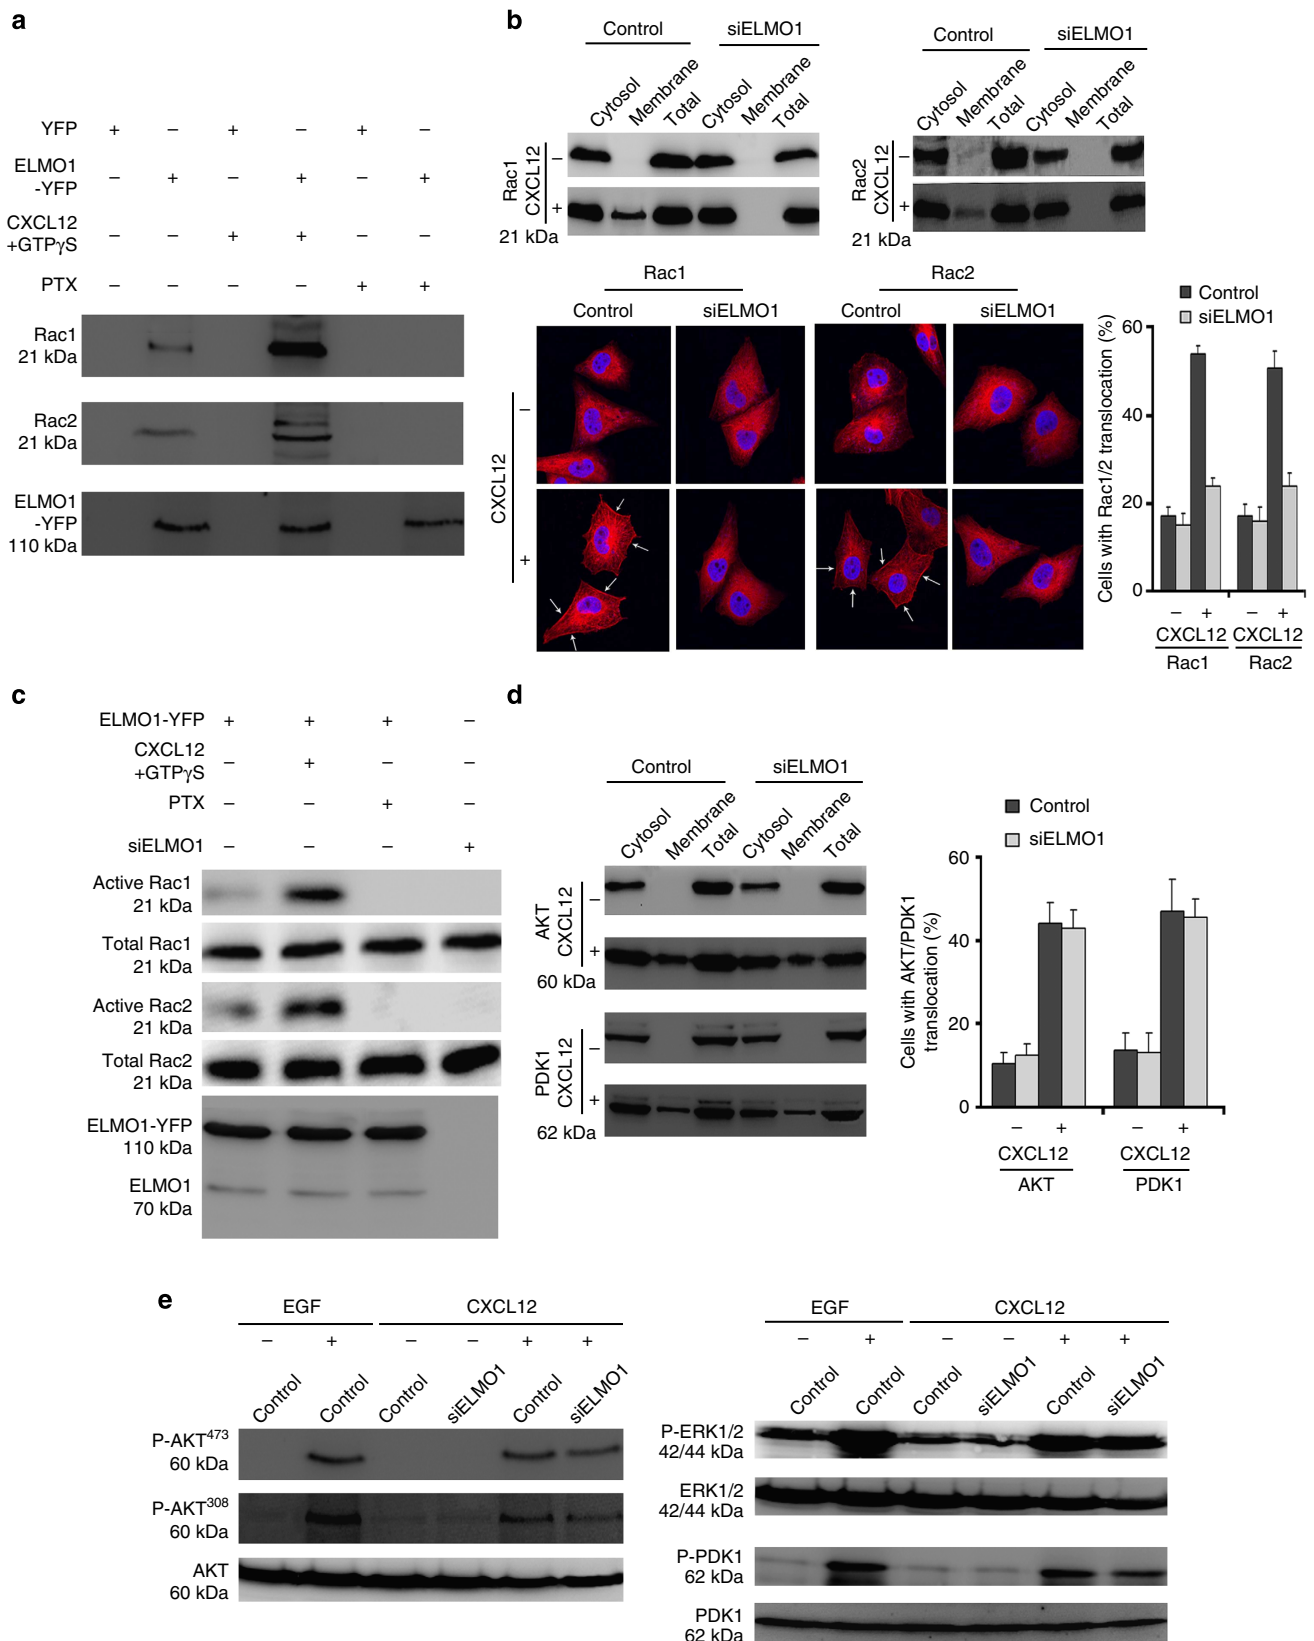 a
YFP + – + – + –
ELMO1
-YFP – + – + – +
CXCL12
+GTPγS – – + + – –
PTX – – – – + +
Rac1
21 kDa
Rac2
21 kDa
ELMO1
-YFP
110 kDa
b
Control siELMO1
Cytosol Membrane Total Cytosol Membrane Total
Rac1
CXCL12
–
+
21 kDa
Control siELMO1
Cytosol Membrane Total Cytosol Membrane Total
Rac2
CXCL12
–
+
21 kDa
Rac1 Rac2
Control siELMO1 Control siELMO1
CXCL12
–
+
Control
siELMO1
Cells with Rac1/2 translocation (%)
60
40
20
0
– + – +
CXCL12 CXCL12
Rac1 Rac2
c
ELMO1-YFP + + + –
CXCL12
+GTPγS – + – –
PTX – – + –
siELMO1 – – – +
Active Rac1
21 kDa
Total Rac1
21 kDa
Active Rac2
21 kDa
Total Rac2
21 kDa
ELMO1-YFP
110 kDa
ELMO1
70 kDa
d
Control siELMO1
Cytosol Membrane Total Cytosol Membrane Total
AKT
CXCL12
–
+
60 kDa
PDK1
CXCL12
–
+
62 kDa
Control
siELMO1
Cells with AKT/PDK1
translocation (%)
60
40
20
0
– + – +
CXCL12 CXCL12
AKT PDK1
e
EGF CXCL12
– + – – + +
Control Control Control siELMO1 Control siELMO1
P-AKT473
60 kDa
P-AKT308
60 kDa
AKT
60 kDa
EGF CXCL12
– + – – + +
Control Control Control siELMO1 Control siELMO1
P-ERK1/2
42/44 kDa
ERK1/2
42/44 kDa
P-PDK1
62 kDa
PDK1
62 kDa